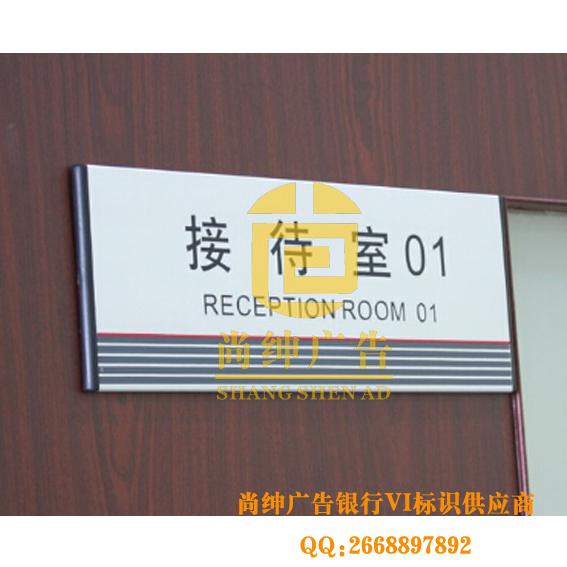 接待室01
RECEPTION ROOM 01
尚绅广告
SHANG SHEN AD
尚绅广告银行VI标识供应商
QQ:2668897892